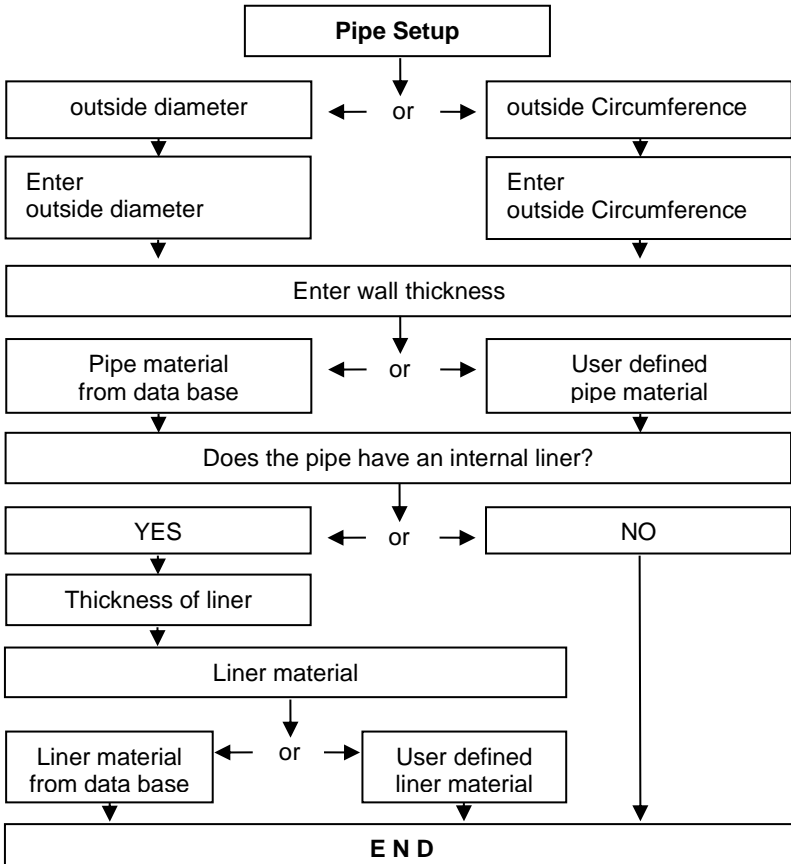 Pipe Setup
outside diameter
or
outside Circumference
Enter
outside diameter
Enter
outside Circumference
Enter wall thickness
Pipe material
from data base
or
User defined
pipe material
Does the pipe have an internal liner?
YES
or
NO
Thickness of liner
Liner material
Liner material
from data base
or
User defined
liner material
E N D